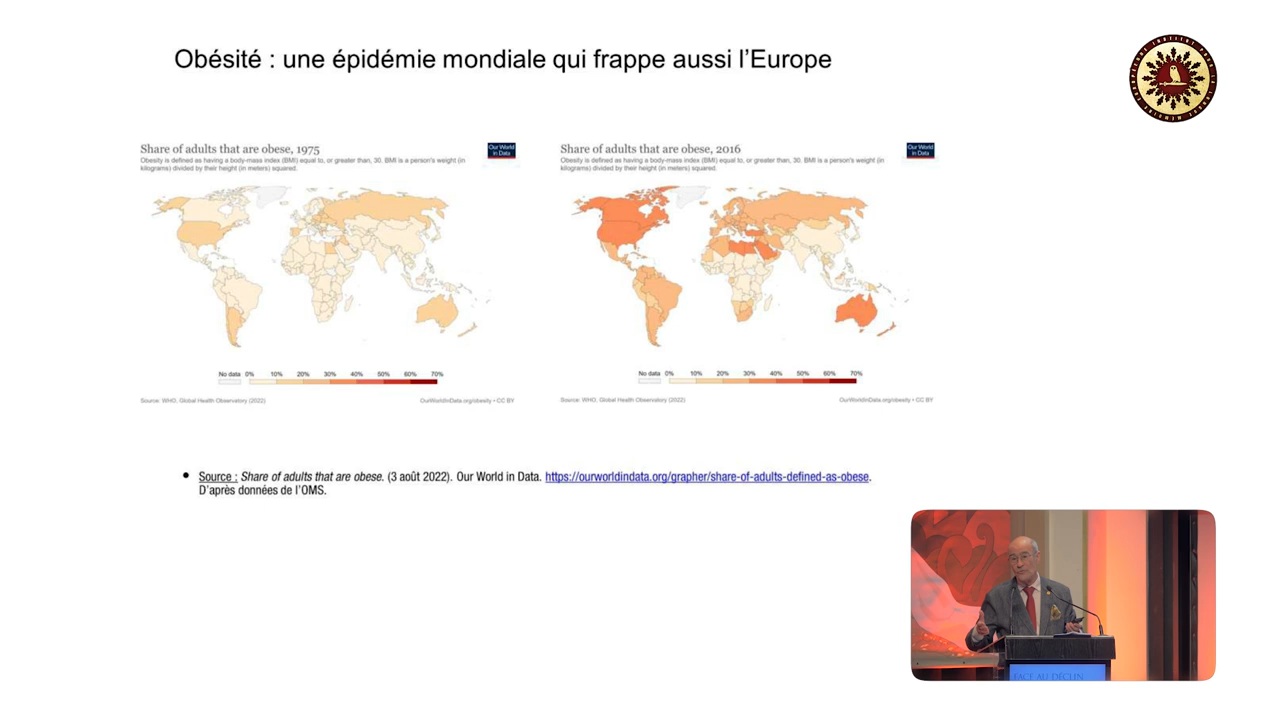 Obésité : une épidémie mondiale qui frappe aussi l’Europe
Share of adults that are obese, 1975
Our World
in Data
Obesity is defined as having a body-mass index (BMI) equal to, or greater than, 30. BMI is a person's weight (in
kilograms) divided by their height (in meters) squared.
No data 0% 10% 20% 30% 40% 50% 60% 70%
Source: WHO, Global Health Observatory (2022)
OurWorldInData.org/obesity • CC BY
Share of adults that are obese, 2016
Our World
in Data
Obesity is defined as having a body-mass index (BMI) equal to, or greater than, 30. BMI is a person's weight (in
kilograms) divided by their height (in meters) squared.
No data 0% 10% 20% 30% 40% 50% 60% 70%
Source: WHO, Global Health Observatory (2022)
OurWorldInData.org/obesity • CC BY
• Source : Share of adults that are obese. (3 août 2022). Our World in Data. https://ourworldindata.org/grapher/share-of-adults-defined-as-obese.
D’après données de l’OMS.
FACE AU DÉCLIN